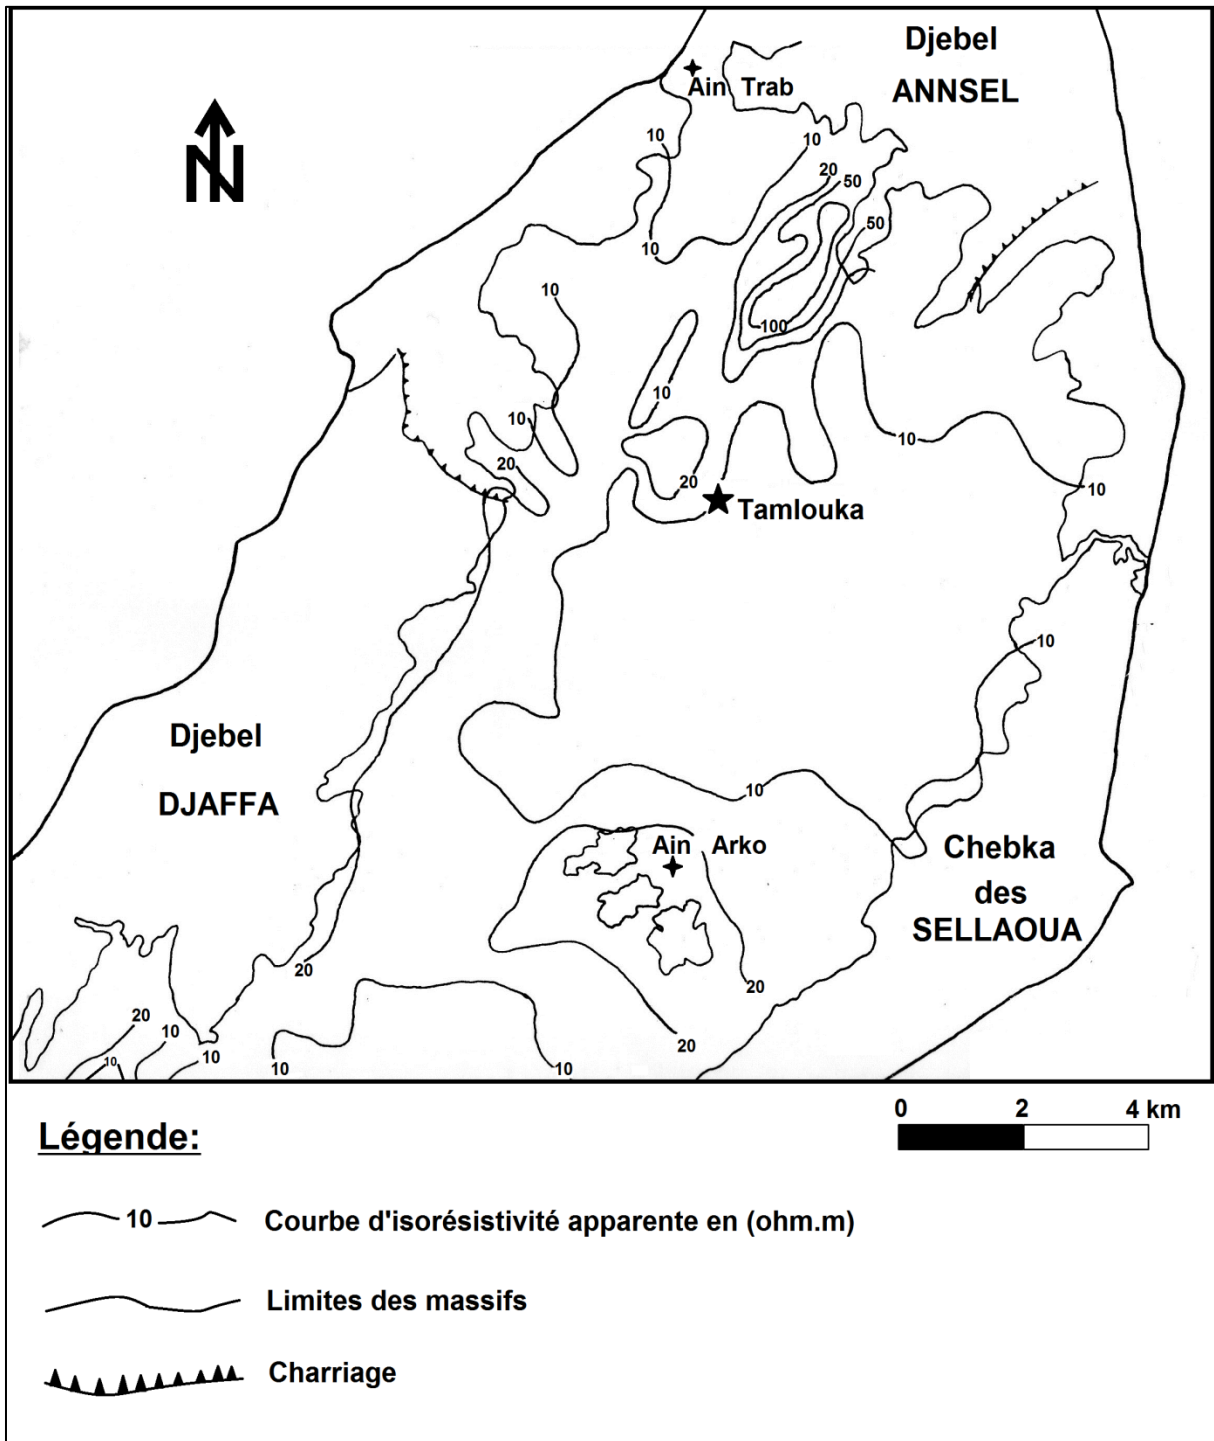 Djebel
ANNSEL
Ain Trab
N
10
10
20
50
50
10
10
100
10
10
10
20
20
10
10
Tamlouka
10
Djebel
DJAFFA
10
Ain Arko
Chebka
des
SELLAOUA
20
20
20
20
10
10
10
10
10
0 2 4 km
Légende:
10 Courbe d'isorésistivité apparente en (ohm.m)
Limites des massifs
Charriage